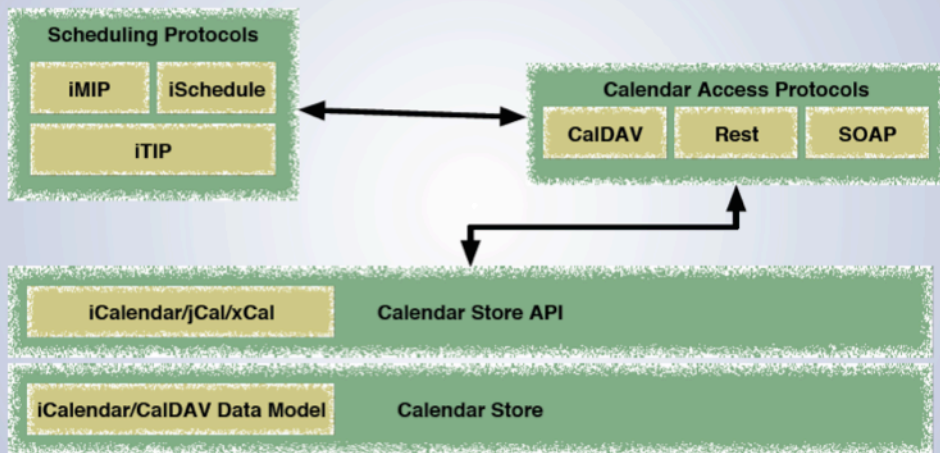 Scheduling Protocols
iMIP
iSchedule
iTIP
Calendar Access Protocols
CalDAV
Rest
SOAP
iCalendar/jCal/xCal
Calendar Store API
iCalendar/CalDAV Data Model
Calendar Store